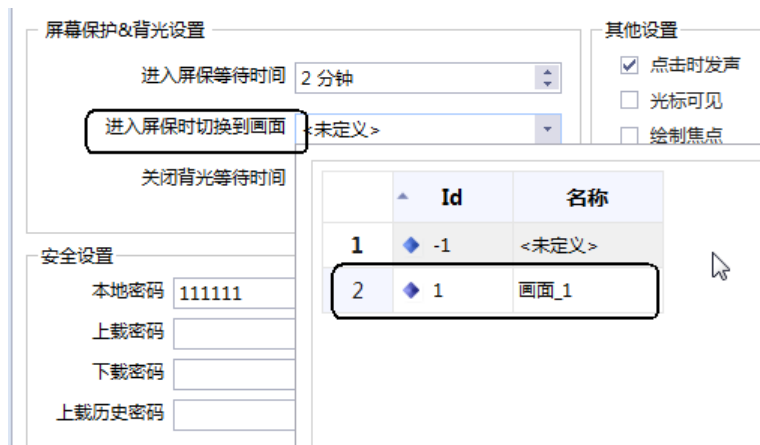 屏幕保护&背光设置
其他设置
进入屏保等待时间 2 分钟
点击时发声
光标可见
进入屏保时切换到画面 <未定义>
绘制焦点
关闭背光等待时间
Id 名称
1 -1 <未定义>
2 1 画面_1
安全设置
本地密码 111111
上载密码
下载密码
上载历史密码